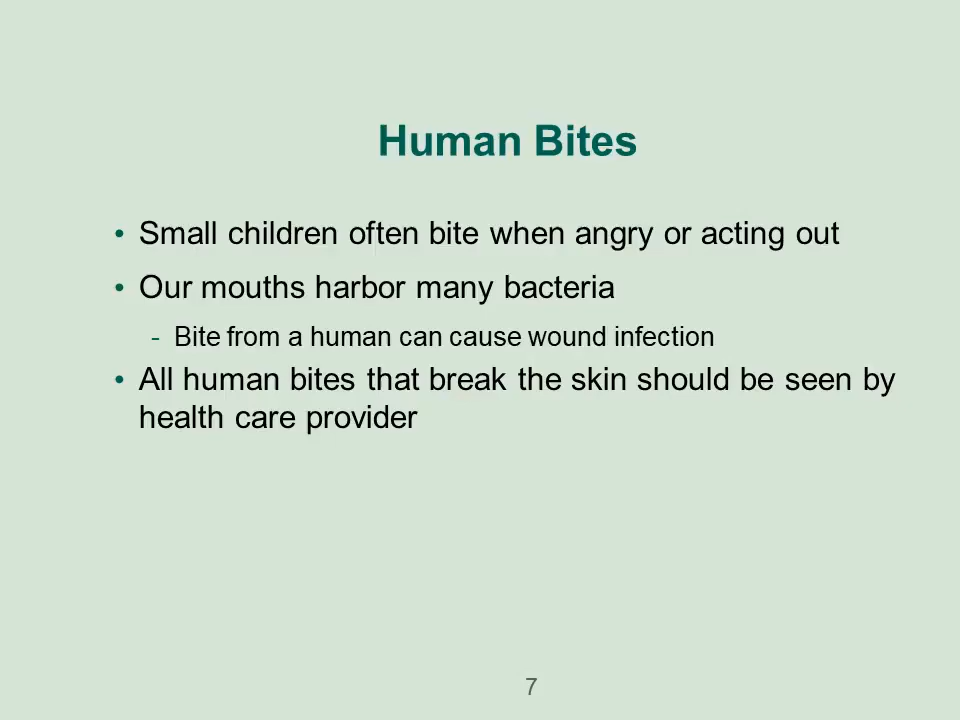 Human Bites
• Small children often bite when angry or acting out
• Our mouths harbor many bacteria
- Bite from a human can cause wound infection
• All human bites that break the skin should be seen by
health care provider
7